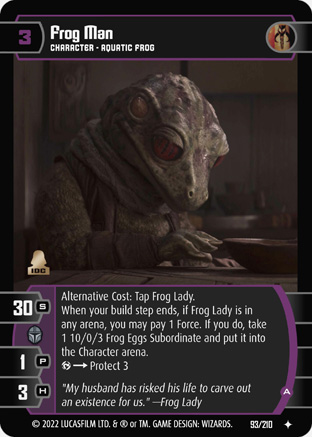 3
Frog Man
CHARACTER - AQUATIC FROG
IDC
30 S
1 P
3 H
Alternative Cost: Tap Frog Lady.
When your build step ends, if Frog Lady is in
any arena, you may pay 1 Force. If you do, take
1 10/0/3 Frog Eggs Subordinate and put it into
the Character arena.
→ Protect 3
"My husband has risked his life to carve out
an existence for us." —Frog Lady
A
© 2022 LUCASFILM LTD. & ® or TM. GAME DESIGN: WIZARDS.
93/210